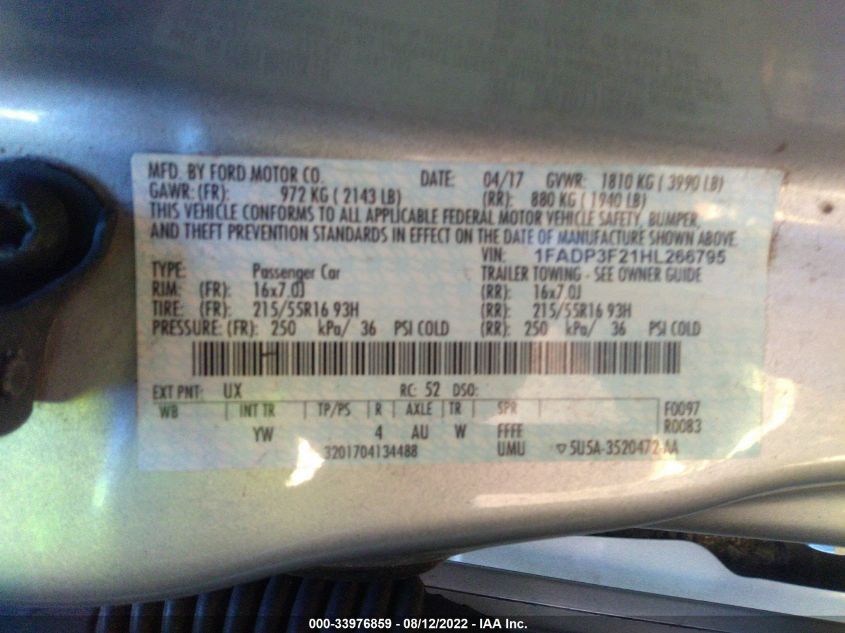 MFD. BY FORD MOTOR CO. DATE: 04/17 GVWR: 1810 KG ( 3990 LB)
GAWR: (FR): 972 KG ( 2143 LB) (RR): 880 KG ( 1940 LB)
THIS VEHICLE CONFORMS TO ALL APPLICABLE FEDERAL MOTOR VEHICLE SAFETY, BUMPER,
AND THEFT PREVENTION STANDARDS IN EFFECT ON THE DATE OF MANUFACTURE SHOWN ABOVE.
VIN: 1FADP3F21HL266795
TYPE: Passenger Car TRAILER TOWING - SEE OWNER GUIDE
RIM: (FR): 16x7.0J (RR): 16x7.0J
TIRE: (FR): 215/55R16 93H (RR): 215/55R16 93H
PRESSURE: (FR): 250 kPa/ 36 PSI COLD (RR): 250 kPa/ 36 PSI COLD
EXT PNT: UX RC: 52 DSO:
WB INT TR TP/PS R AXLE TR SPR F0097
YW 4 AU W FFFF R0083
3201704134488 UMU ▽ 5U5A-3520472-AA
000-33976859 - 08/12/2022 - IAA Inc.